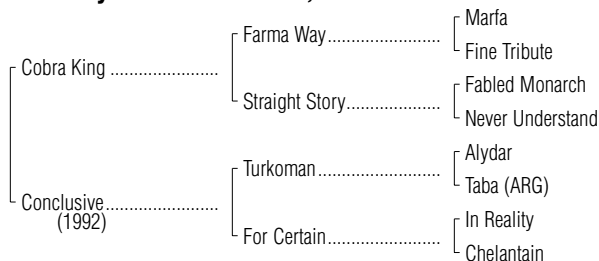 Marfa
Farma Way..........................
Fine Tribute
Cobra King .........................
Fabled Monarch
Straight Story......................
Never Understand
Alydar
Turkoman............................
Taba (ARG)
Conclusive..........................
(1992)
In Reality
For Certain..........................
Chelantain